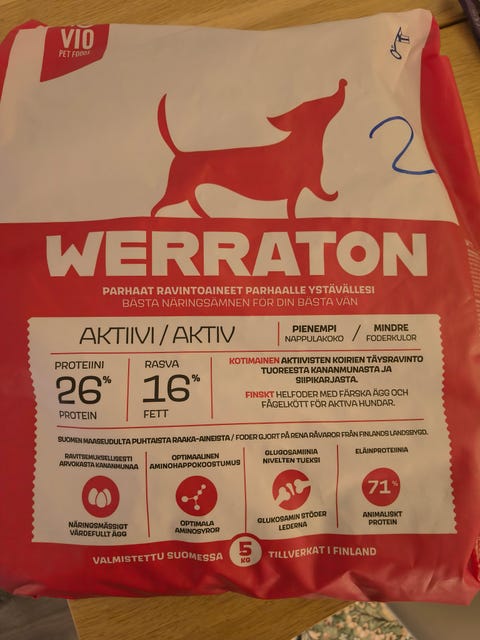 VIO
PET FOODS
2
WERRATON
PARHAAT RAVINTOAINEET PARHAALLE YSTÄVÄLLESI
BÄSTA NÄRINGSÄMNEN FÖR DIN BÄSTA VÄN
AKTIIVI / AKTIV
PIENEMPI / MINDRE
NAPPULAKOKO FODERKULOR
PROTEIINI
26%
PROTEIN
RASVA
16%
FETT
KOTIMAINEN AKTIIVISTEN KOIRIEN TÄYSRAVINTO
TUOREESTA KANANMUNASTA JA
SIIPIKARJASTA.
FINSKT HELFODER MED FÄRSKA ÄGG OCH
FÅGELKÖTT FÖR AKTIVA HUNDAR.
SUOMEN MAASEUDULTA PUHTAISTA RAAKA-AINEISTA / FODER GJORT PÅ RENA RÅVAROR FRÅN FINLANDS LANDSBYGD.
RAVITSEMUKSELLISESTI
ARVOKASTA KANANMUNAA
NÄRINGSMÄSSIGT
VÄRDEFULLT ÄGG
OPTIMAALINEN
AMINOHAPPOKOOSTUMUS
OPTIMALA
AMINOSYROR
GLUGOSAMIINIA
NIVELTEN TUEKSI
GLUKOSAMIN STÖDER
LEDERNA
ELÄINPROTEIINIA
71%
ANIMALISKT
PROTEIN
VALMISTETTU SUOMESSA 5 KG TILLVERKAT I FINLAND